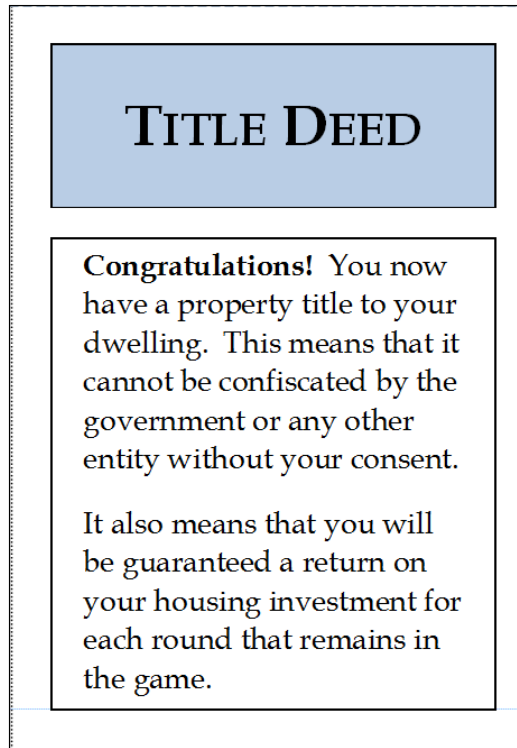 TITLE DEED
Congratulations!  You now
have a property title to your
dwelling.  This means that it
cannot be confiscated by the
government or any other
entity without your consent.
It also means that you will
be guaranteed a return on
your housing investment for
each round that remains in
the game.